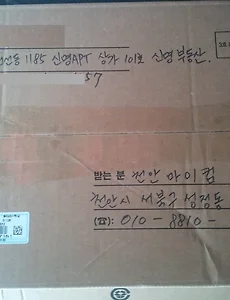 선동 1185 신영APT 상가 101호 신영 부동산.
57
받는 분 천안 마이컴
천안시 서북구 성정동
(☎): 010 - 8810 -